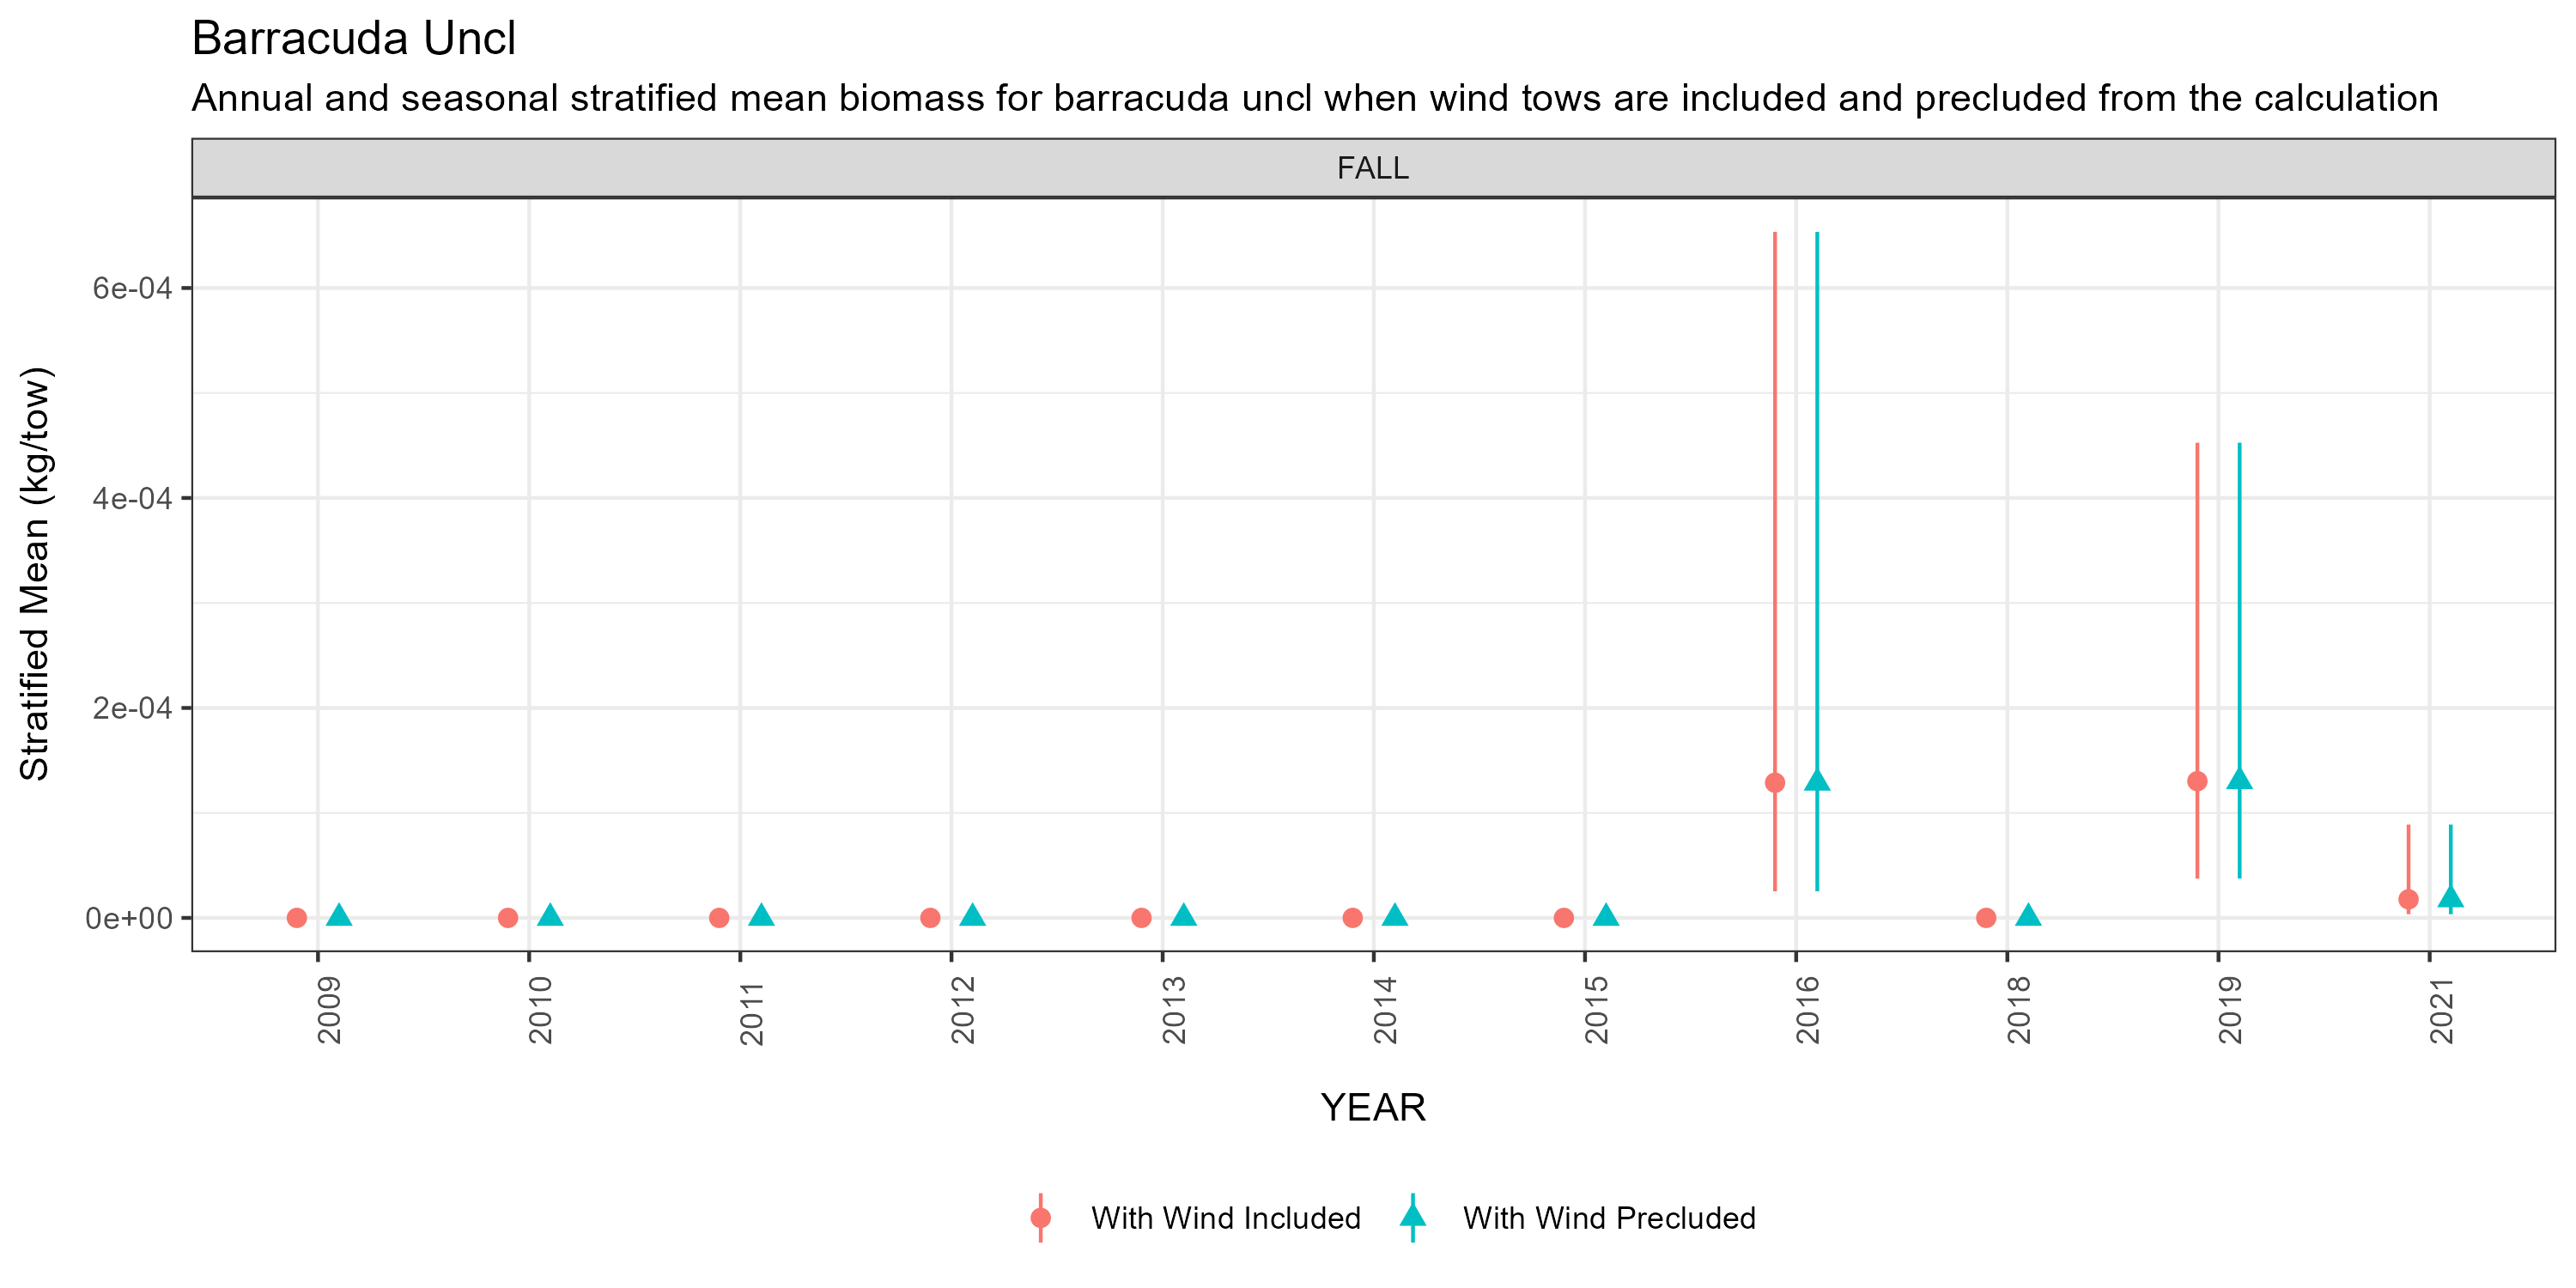 Barracuda Uncl
Annual and seasonal stratified mean biomass for barracuda uncl when wind tows are included and precluded from the calculation
FALL
Stratified Mean (kg/tow)
6e-04
4e-04
2e-04
0e+00
2009
2010
2011
2012
2013
2014
2015
2016
2018
2019
2021
YEAR
With Wind Included
With Wind Precluded